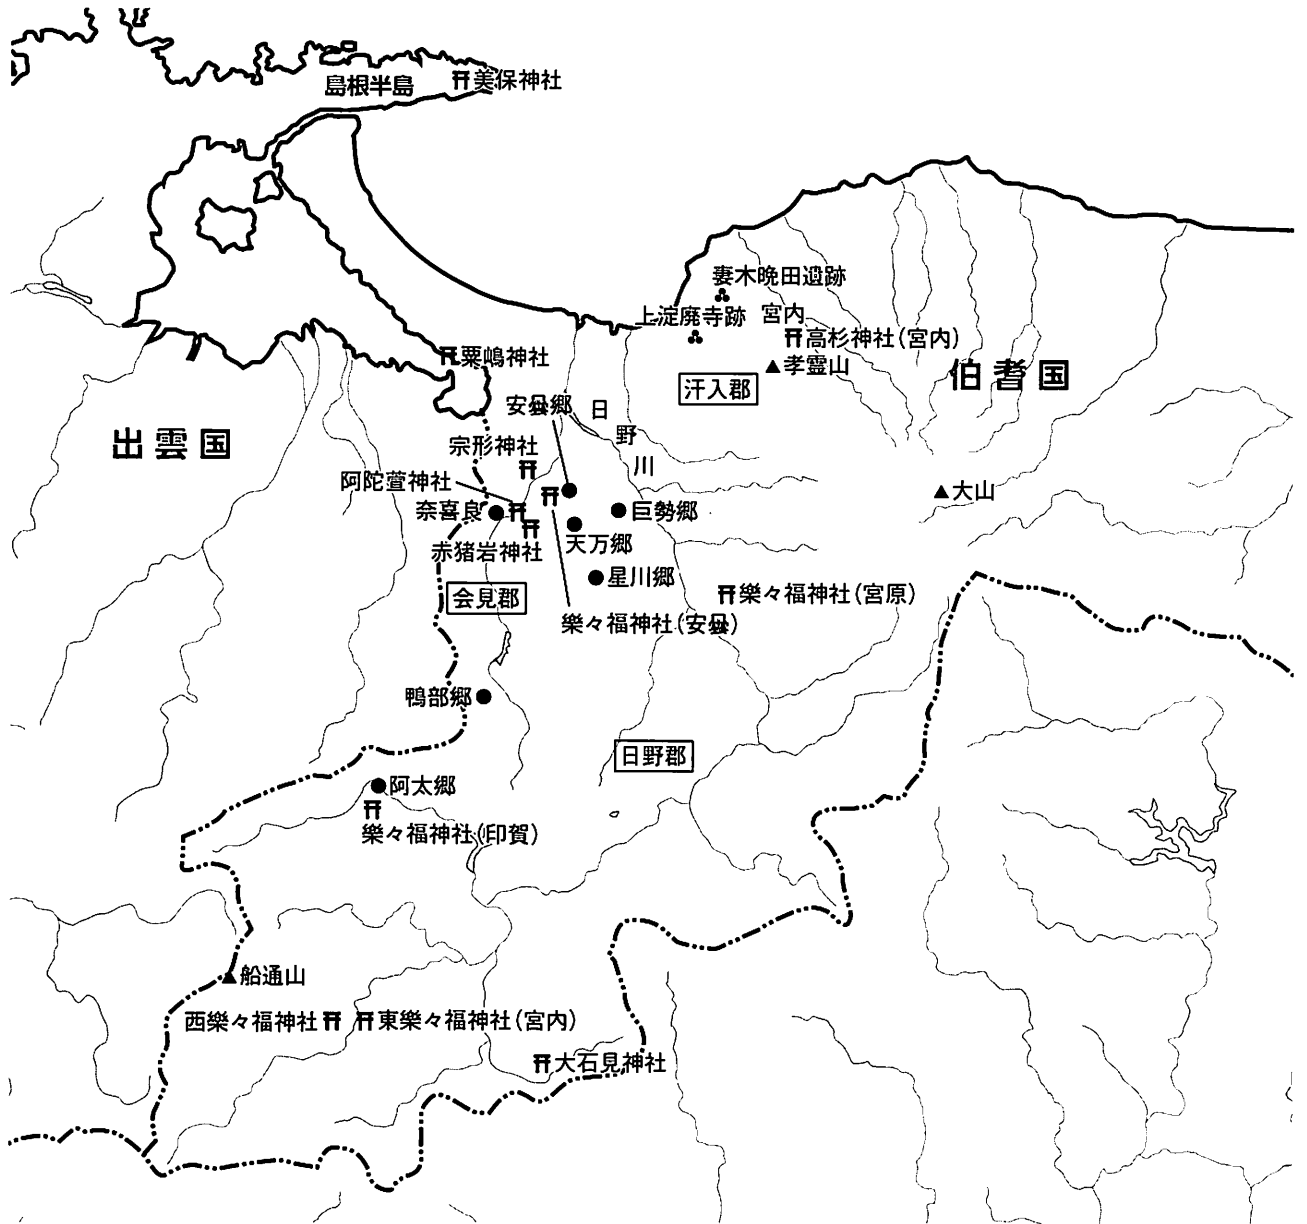 島根半島
美保神社
妻木晩田遺跡
上淀廃寺跡
宮内
高杉神社(宮内)
孝霊山
粟嶋神社
汗入郡
伯耆国
安曇郷
日野川
出雲国
宗形神社
阿陀萱神社
大山
奈喜良
巨勢郷
天万郷
赤猪岩神社
星川郷
会見郡
樂々福神社(宮原)
樂々福神社(安曇)
鴨部郷
日野郡
阿太郷
樂々福神社(印賀)
船通山
西樂々福神社
東樂々福神社(宮内)
大石見神社